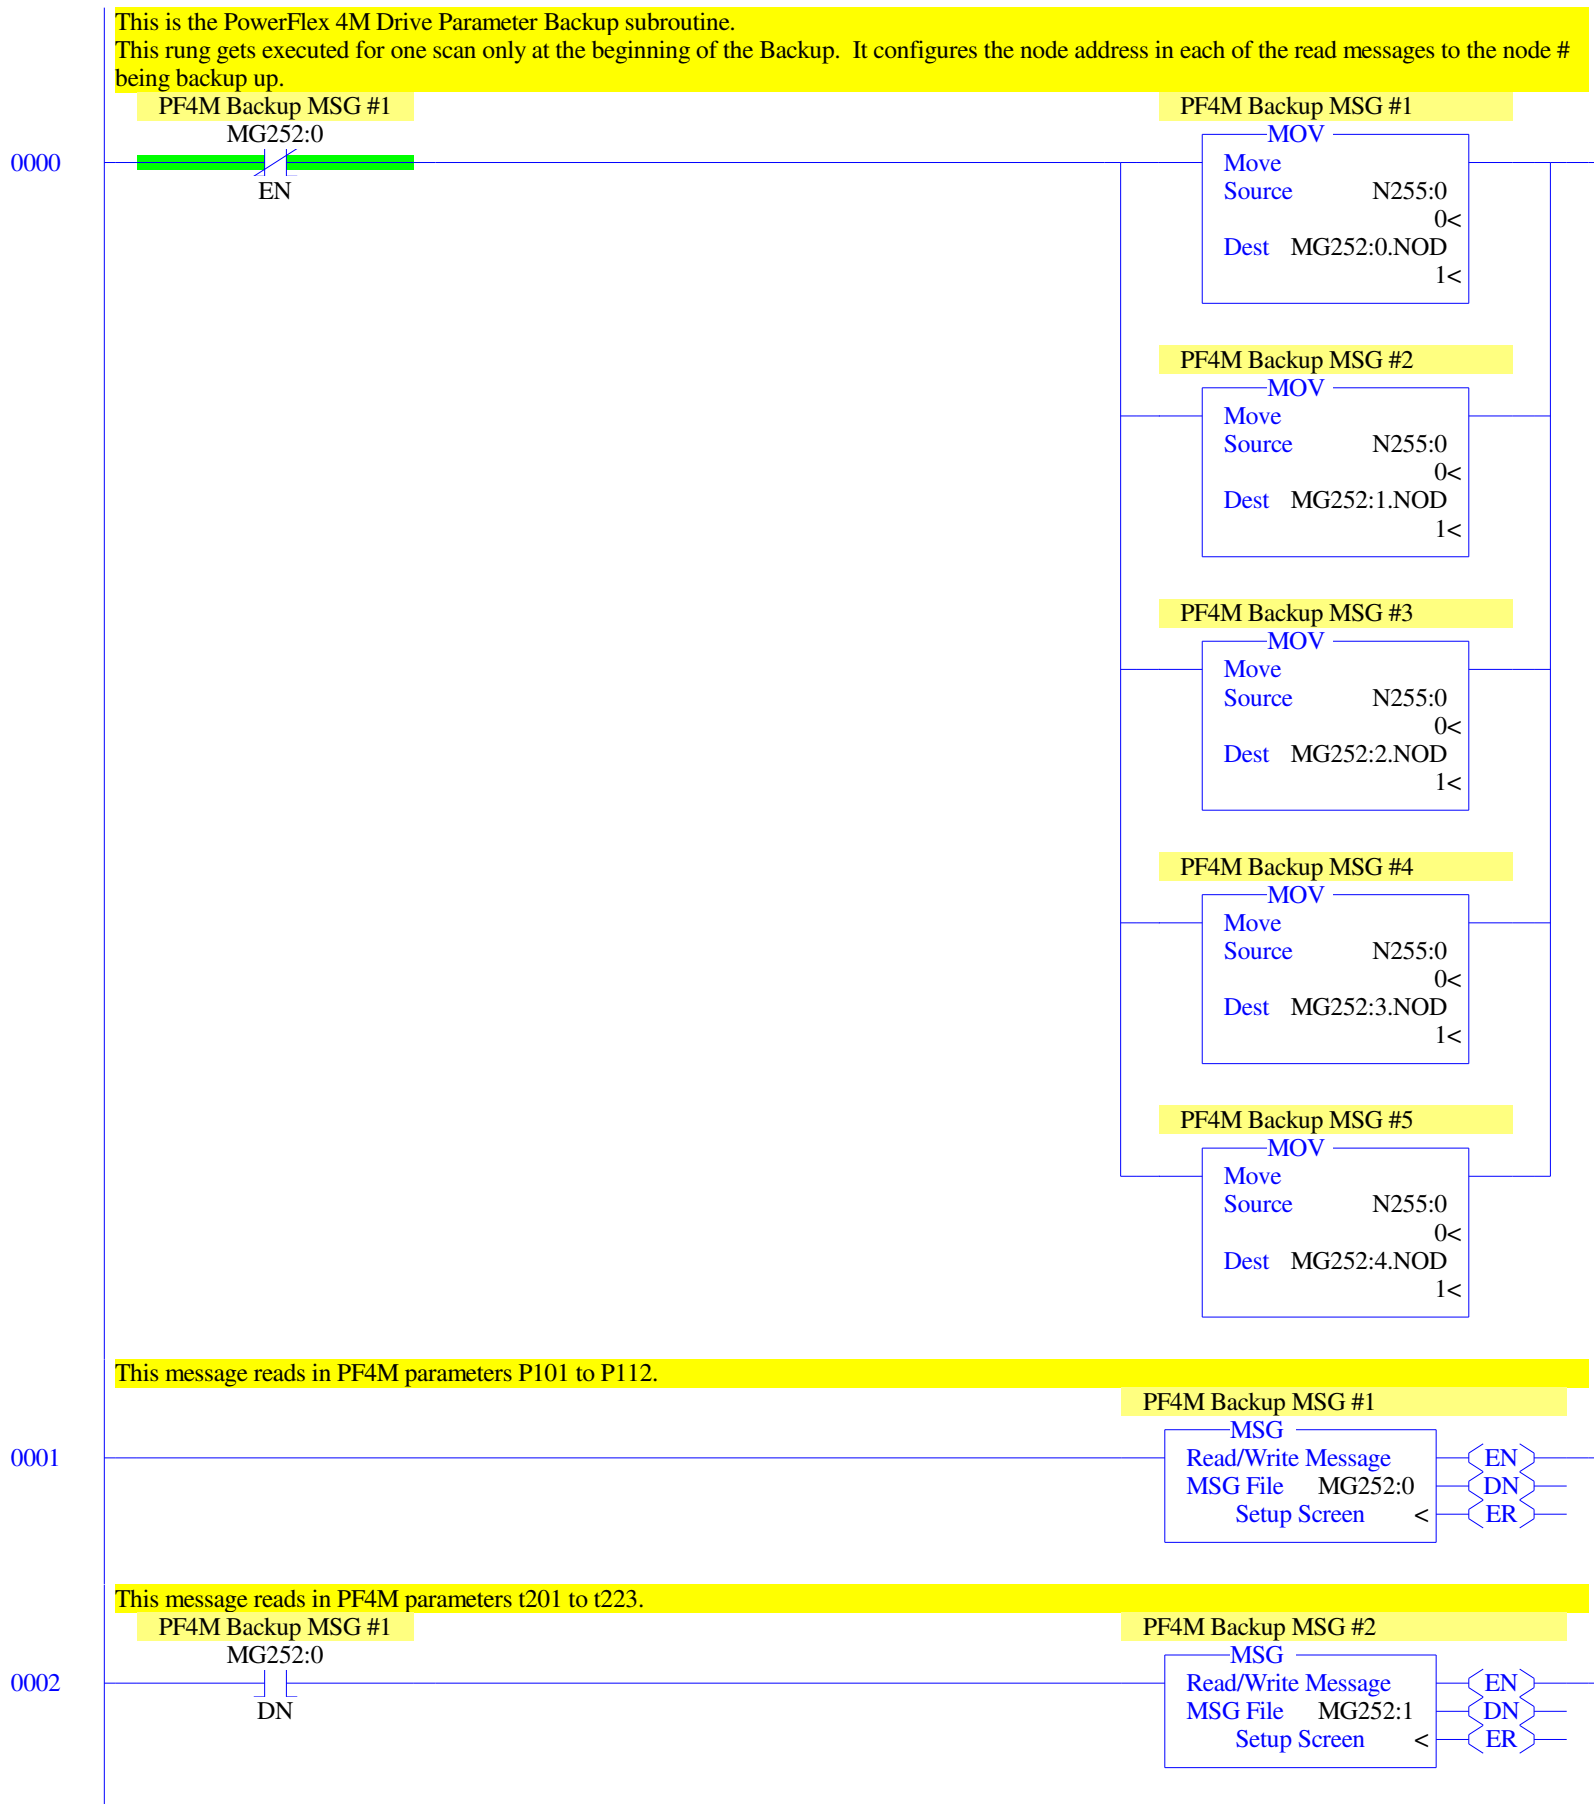 This is the PowerFlex 4M Drive Parameter Backup subroutine.
This rung gets executed for one scan only at the beginning of the Backup.  It configures the node address in each of the read messages to the node #
being backup up.
PF4M Backup MSG #1
MG252:0
EN
0000
PF4M Backup MSG #1
MOV
Move
Source N255:0
0<
Dest MG252:0.NOD
1<
PF4M Backup MSG #2
MOV
Move
Source N255:0
0<
Dest MG252:1.NOD
1<
PF4M Backup MSG #3
MOV
Move
Source N255:0
0<
Dest MG252:2.NOD
1<
PF4M Backup MSG #4
MOV
Move
Source N255:0
0<
Dest MG252:3.NOD
1<
PF4M Backup MSG #5
MOV
Move
Source N255:0
0<
Dest MG252:4.NOD
1<
This message reads in PF4M parameters P101 to P112.
0001
PF4M Backup MSG #1
MSG
Read/Write Message EN
MSG File MG252:0 DN
Setup Screen < ER
This message reads in PF4M parameters t201 to t223.
PF4M Backup MSG #1
MG252:0
DN
0002
PF4M Backup MSG #2
MSG
Read/Write Message EN
MSG File MG252:1 DN
Setup Screen < ER